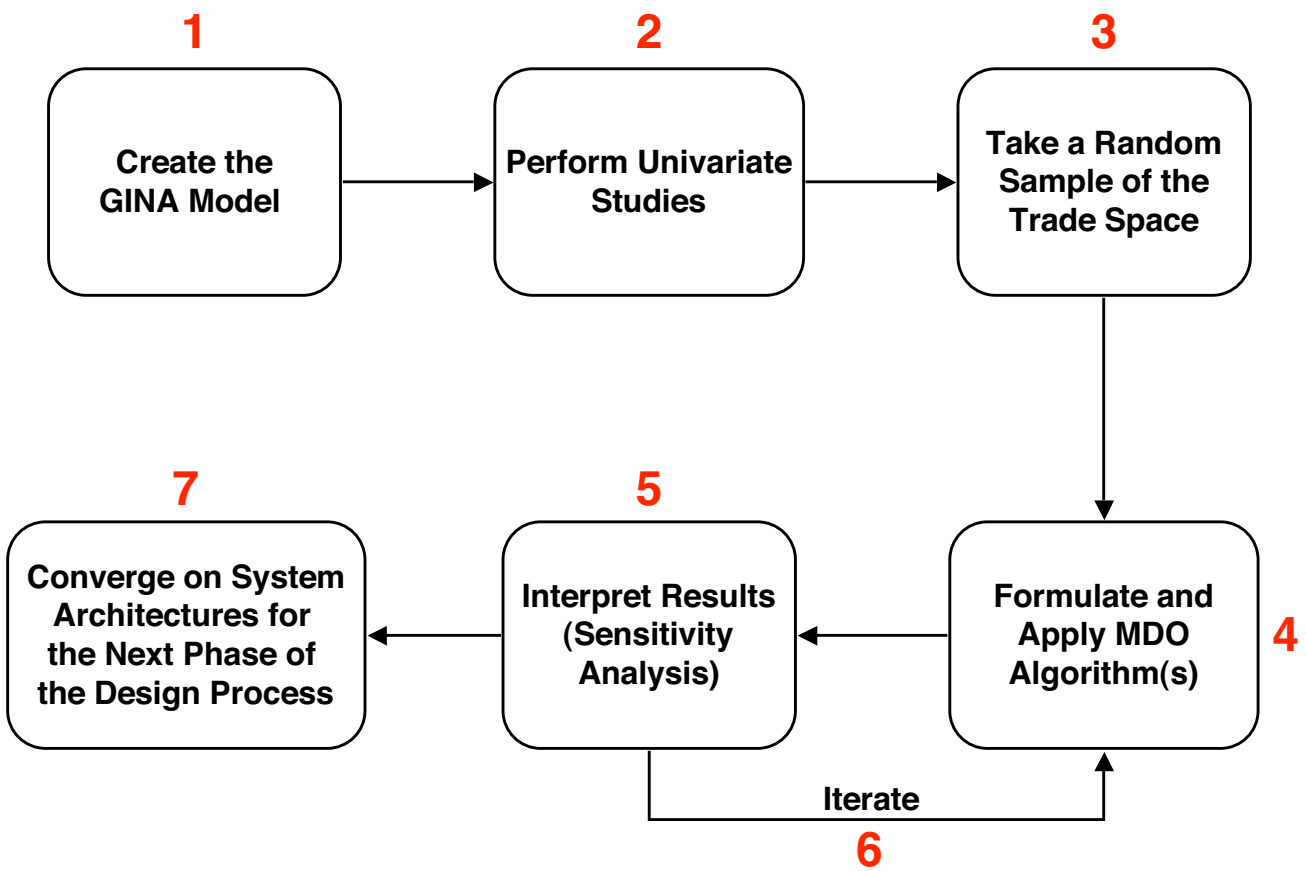 1
Create the
GINA Model
2
Perform Univariate
Studies
3
Take a Random
Sample of the
Trade Space
4
Formulate and
Apply MDO
Algorithm(s)
5
Interpret Results
(Sensitivity
Analysis)
Iterate
6
7
Converge on System
Architectures for
the Next Phase of
the Design Process